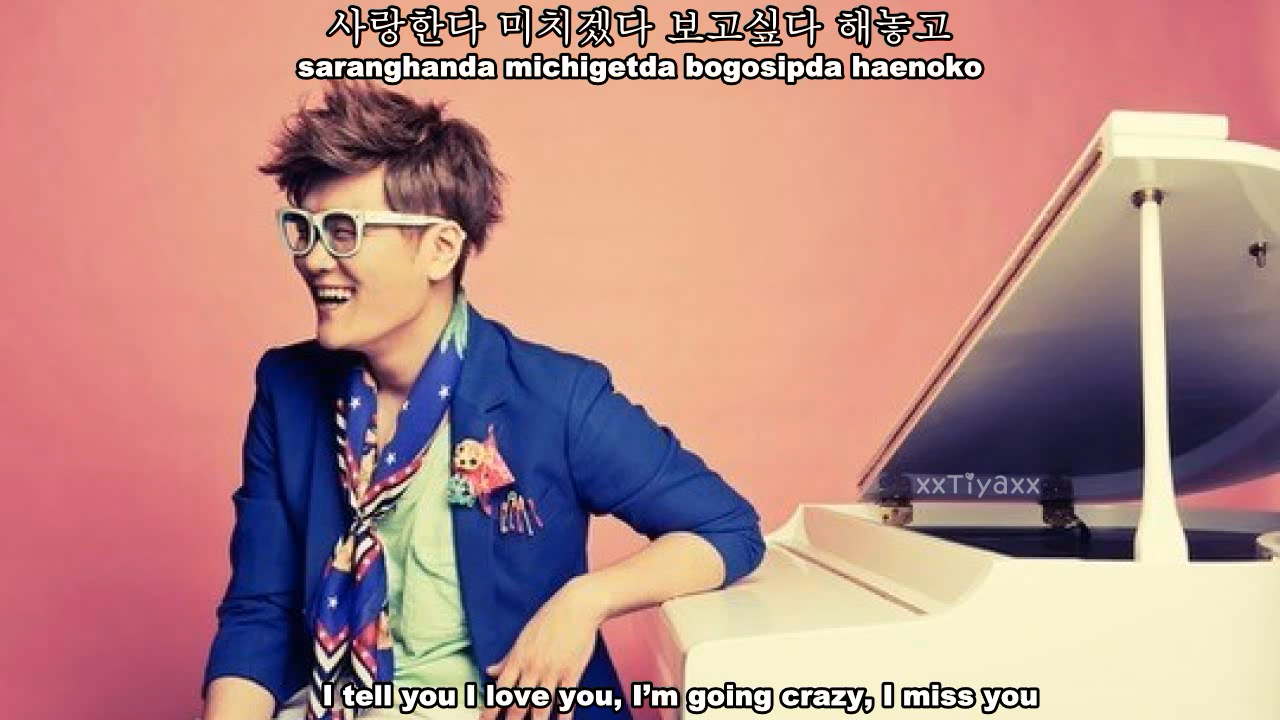 사랑한다 미치겠다 보고싶다 해놓고
saranghanda michigetda bogosipda haenoko
xxTiyaxx
I tell you I love you, I'm going crazy, I miss you